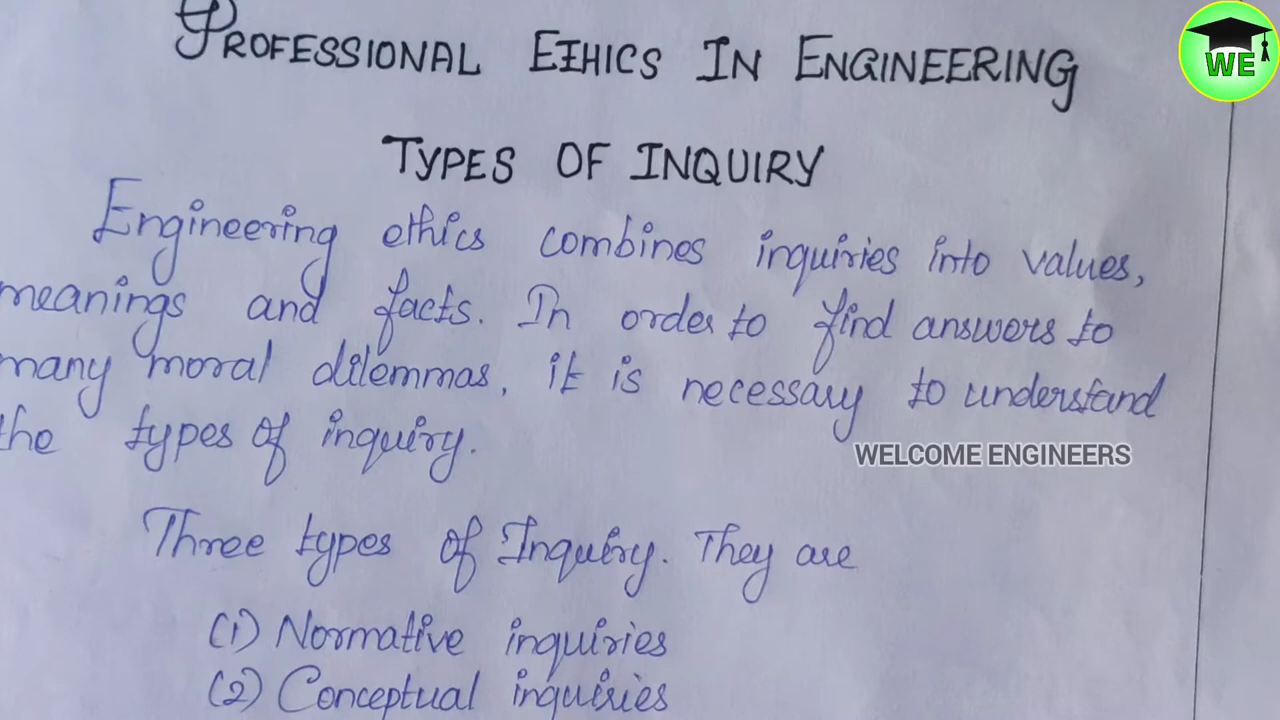 PROFESSIONAL ETHICS IN ENGINEERING
WE
TYPES OF INQUIRY
Engineering ethics combines inquiries into values,
meanings and facts. In order to find answers to
many moral dilemmas, it is necessary to understand
the types of inquiry.
WELCOME ENGINEERS
Three types of Inquiry. They are
(1) Normative inquiries
(2) Conceptual inquiries